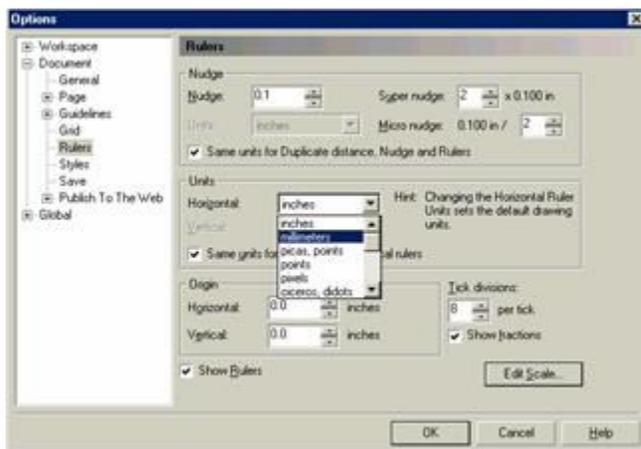 Options
Workspace
Document
General
Page
Guidelines
Grid
Rulers
Styles
Save
Publish To The Web
Global
Rulers
Nudge
Nudge: 0.1 Super nudge: 2 x 0.100 in
Units: inches Micro nudge: 0.100 in / 2
Same units for Duplicate distance, Nudge and Rulers
Units
Horizontal: inches Hint: Changing the Horizontal Ruler
Units sets the default drawing
units.
Vertical:
inches
millimeters
picas, points
points
pixels
ciceros, didots
Same units for al rulers
Origin
Horizontal: 0.0 inches
Vertical: 0.0 inches
Tick divisions:
8 per tick
Show fractions
Show Rulers
Edit Scale...
OK Cancel Help